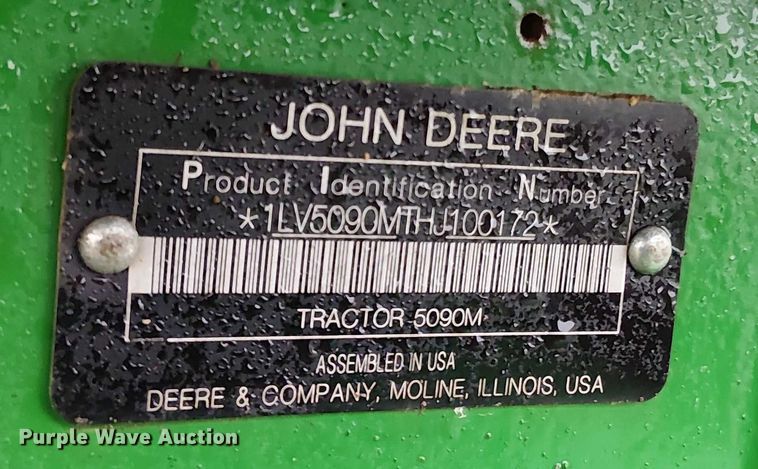 JOHN DEERE
Product Identification Number
*1LV5090MTHJ100172*
TRACTOR 5090M
ASSEMBLED IN USA
DEERE & COMPANY, MOLINE, ILLINOIS, USA
Purple Wave Auction